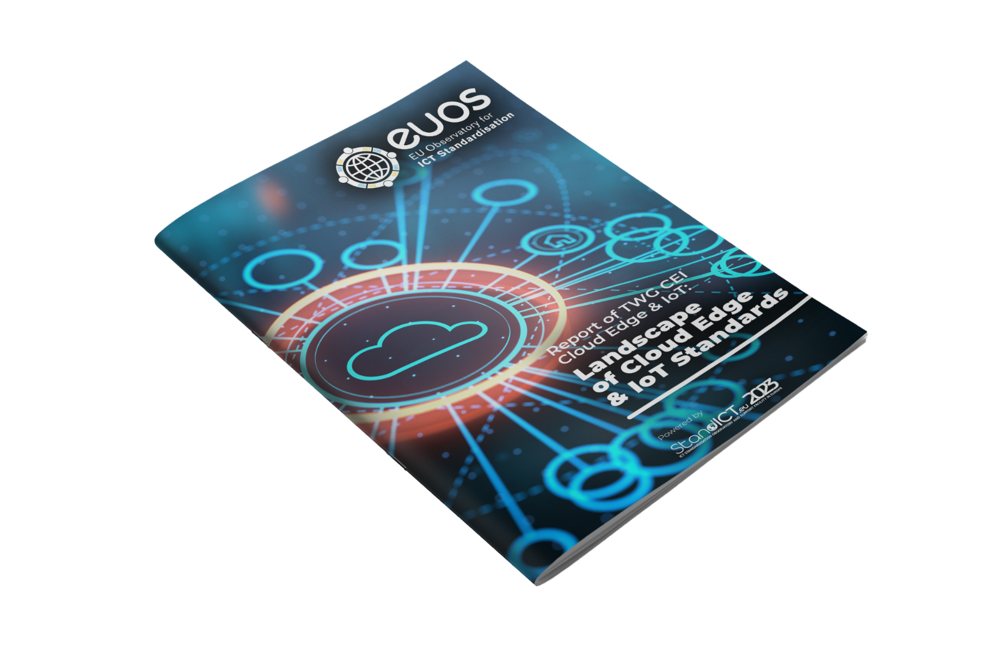 euos
EU Observatory for
ICT Standardisation
Report of TWG CEI
Cloud Edge & IoT:
Landscape
of Cloud Edge
& IoT Standards
Powered by
StandICT.eu 2023
ICT STANDARDISATION OBSERVATORY AND SUPPORT FACILITY IN EUROPE